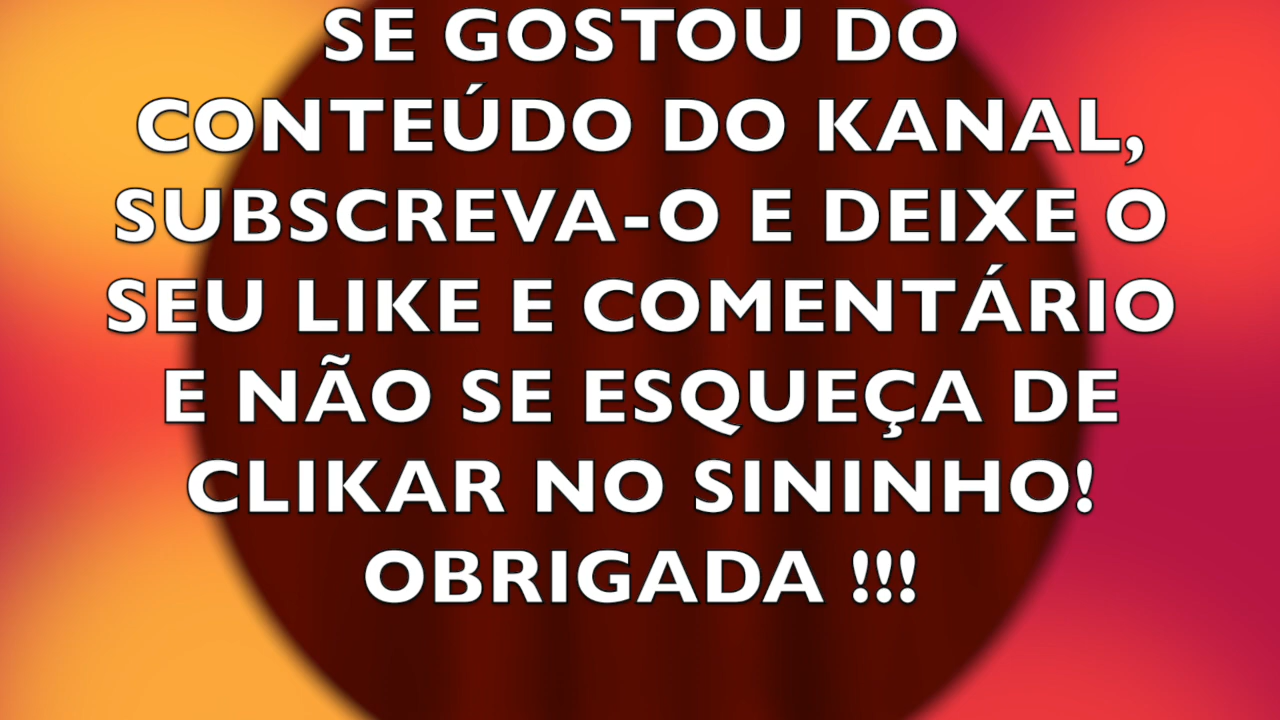 SE GOSTOU DO
CONTEÚDO DO KANAL,
SUBSCREVA-O E DEIXE O
SEU LIKE E COMENTÁRIO
E NÃO SE ESQUEÇA DE
CLIKAR NO SININHO!
OBRIGADA !!!